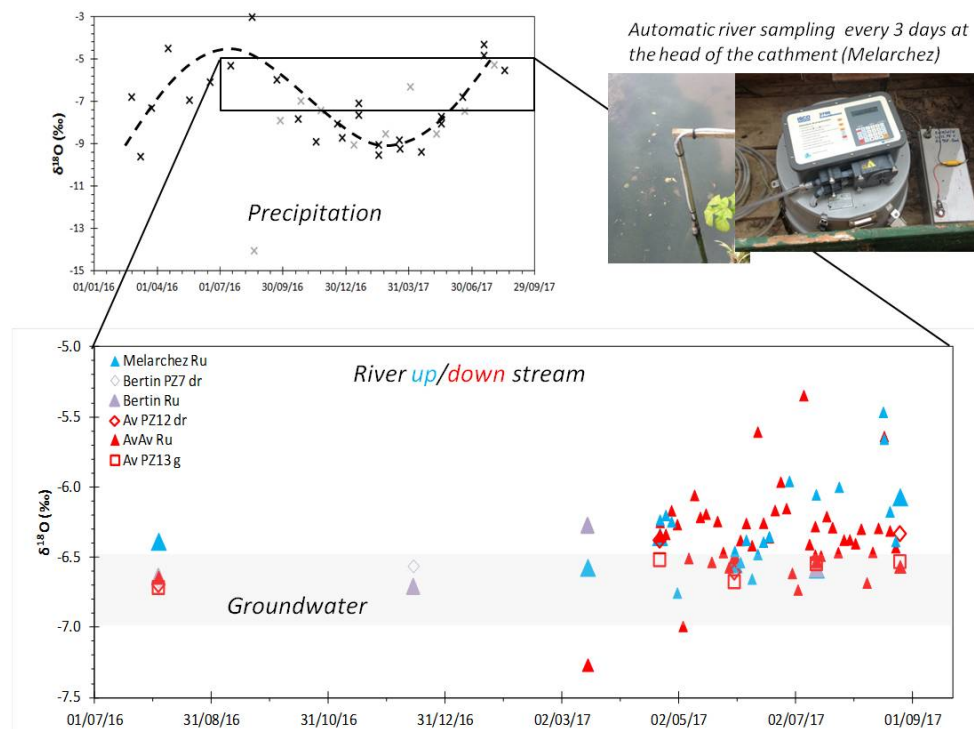 Automatic river sampling every 3 days at
the head of the cathment (Melarchez)
-3
-5
-7
-9
-11
-13
-15
δ¹⁸O (‰)
Precipitation
01/01/16 01/04/16 01/07/16 30/09/16 30/12/16 31/03/17 30/06/17 29/09/17
-5.0
-5.5
-6.0
-6.5
-7.0
-7.5
δ¹⁸O (‰)
River up/down stream
Melarchez Ru
Bertin PZ7 dr
Bertin Ru
Av PZ12 dr
AvAv Ru
Av PZ13 g
Groundwater
01/07/16 31/08/16 31/10/16 31/12/16 02/03/17 02/05/17 02/07/17 01/09/17